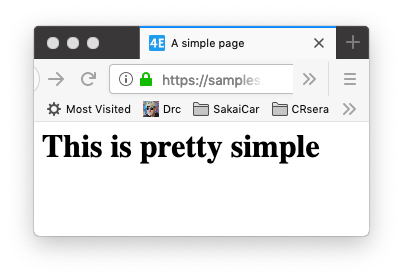 4E A simple page
https://samples
Most Visited Drc SakaiCar CRsera
This is pretty simple